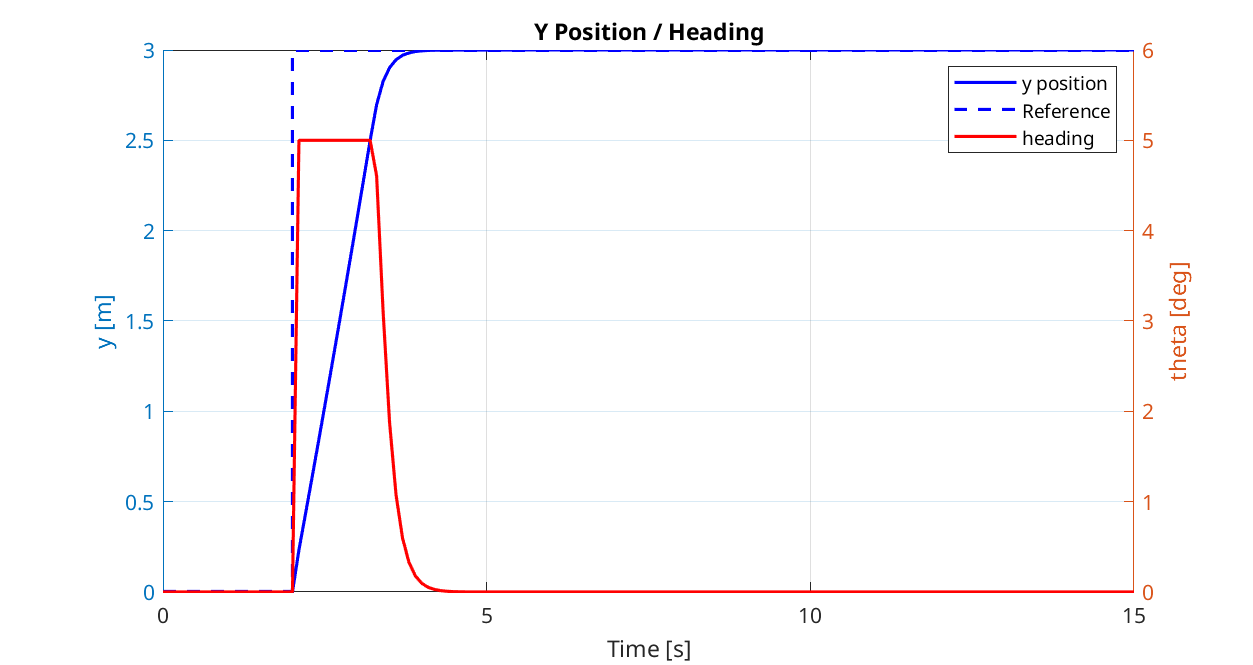 Y Position / Heading
y position
Reference
heading
3
2.5
2
1.5
1
0.5
0
y [m]
6
5
4
3
2
1
0
theta [deg]
0
5
10
15
Time [s]